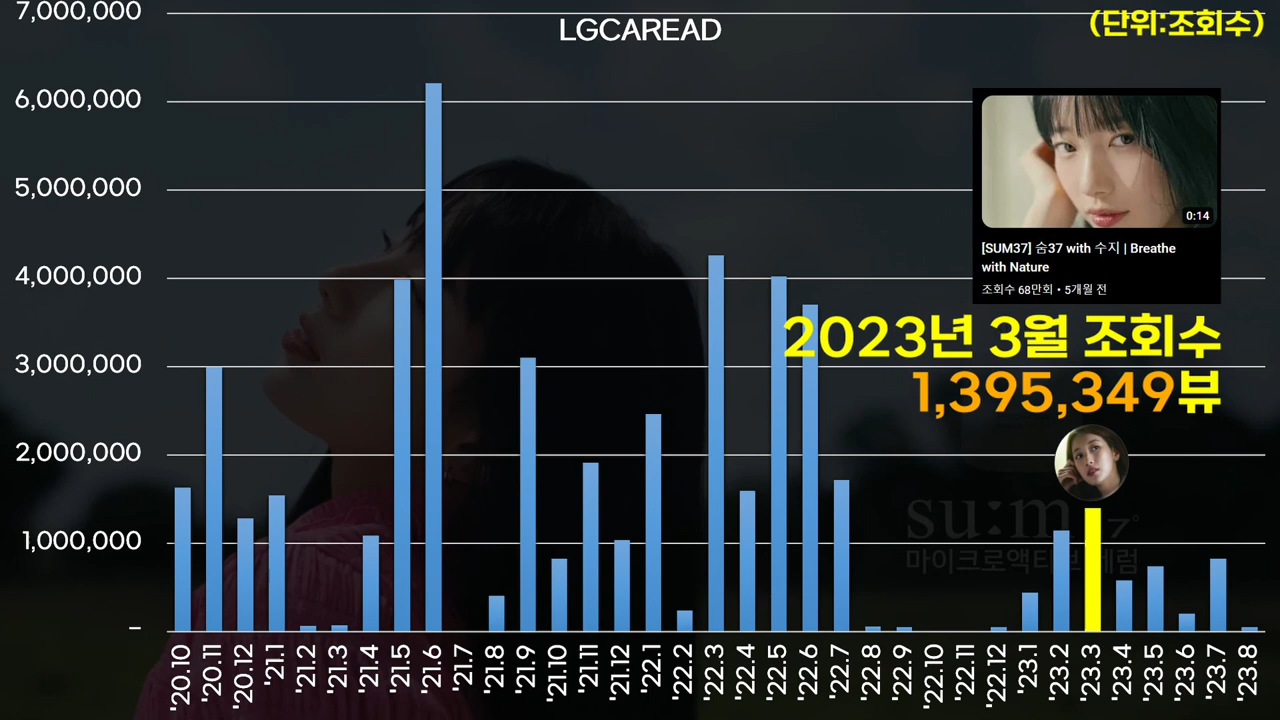 LGCAREAD
(단위:조회수)
7,000,000
6,000,000
5,000,000
4,000,000
3,000,000
2,000,000
1,000,000
–
0:14
[SUM37] 숨37 with 수지 | Breathe
with Nature
조회수 68만회 • 5개월 전
2023년 3월 조회수
1,395,349뷰
su:m 7°
마이크로액티브
'20.10 '20.11 '20.12 '21.1 '21.2 '21.3 '21.4 '21.5 '21.6 '21.7 '21.8 '21.9 '21.10 '21.11 '21.12 '22.1 '22.2 '22.3 '22.4 '22.5 '22.6 '22.7 '22.8 '22.9 '22.10 '22.11 '22.12 '23.1 '23.2 '23.3 '23.4 '23.5 '23.6 '23.7 '23.8